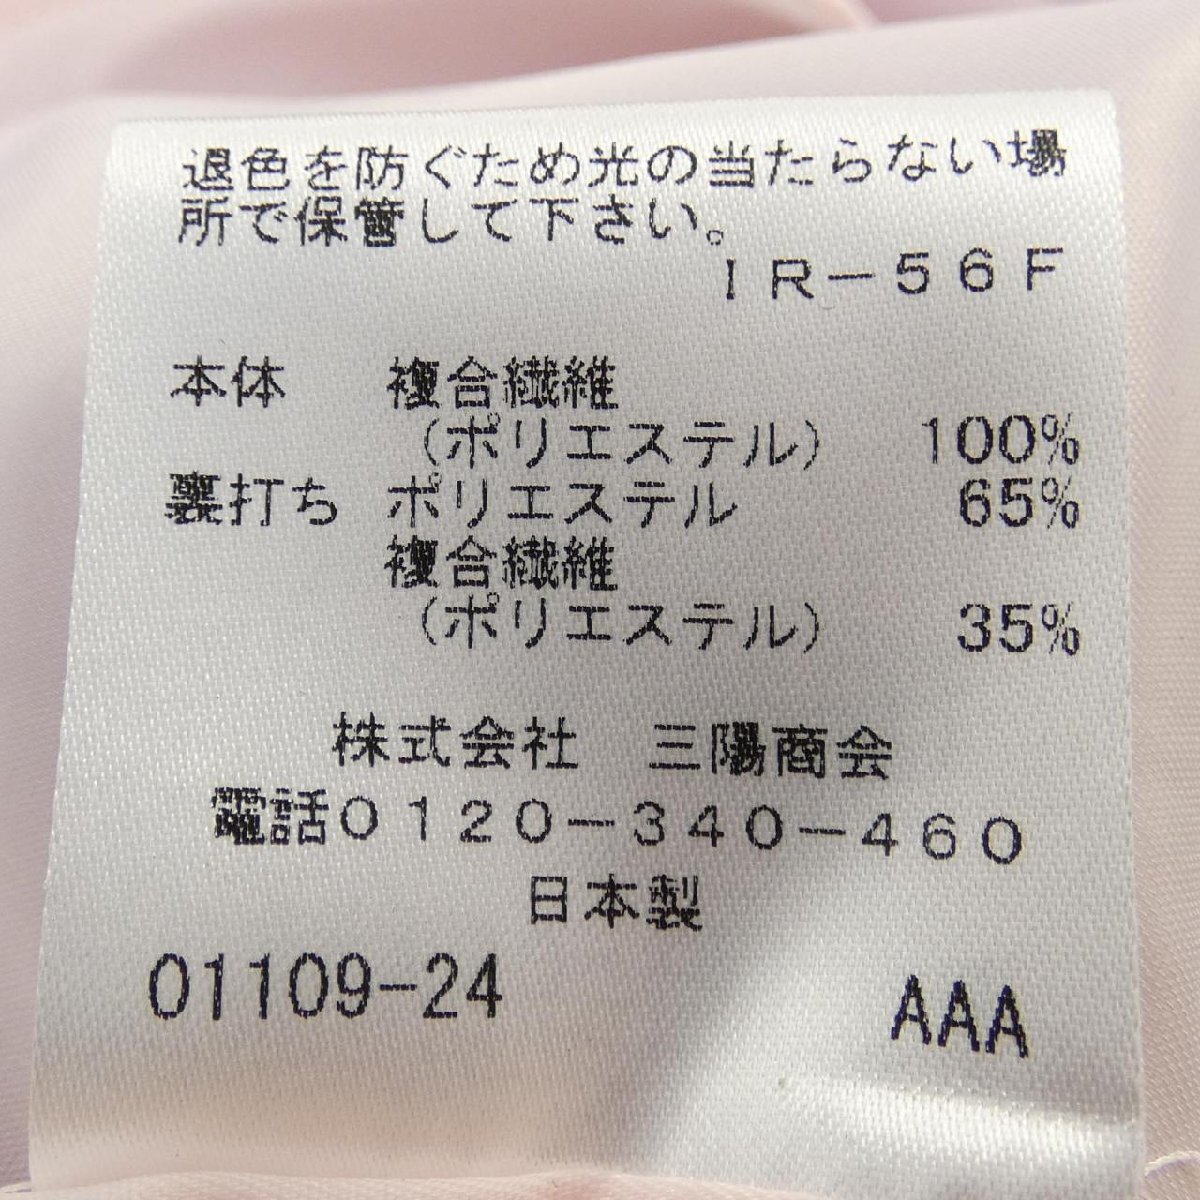 退色を防ぐため光の当たらない場
所で保管して下さい。
IR-56F
本体 複合繊維
(ポリエステル) 100%
裏打ち ポリエステル 65%
複合繊維
(ポリエステル) 35%
株式会社 三陽商会
電話0120-340-460
日本製
01109-24 AAA